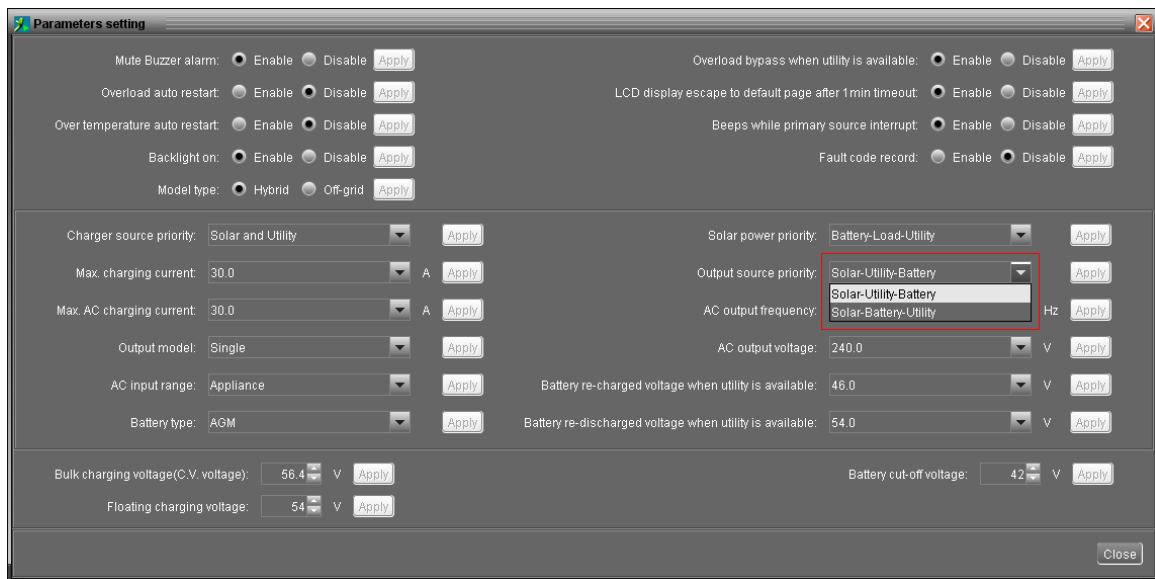 Parameters setting
Mute Buzzer alarm: Enable Disable Apply
Overload bypass when utility is available: Enable Disable Apply
Overload auto restart: Enable Disable Apply
LCD display escape to default page after 1min timeout: Enable Disable Apply
Over temperature auto restart: Enable Disable Apply
Beeps while primary source interrupt: Enable Disable Apply
Backlight on: Enable Disable Apply
Fault code record: Enable Disable Apply
Model type: Hybrid Off-grid Apply
Charger source priority: Solar and Utility Apply
Solar power priority: Battery-Load-Utility Apply
Max. charging current: 30.0 A Apply
Output source priority: Solar-Utility-Battery Apply
Solar-Utility-Battery
Solar-Battery-Utility
Max. AC charging current: 30.0 A Apply
AC output frequency: Hz Apply
Output model: Single Apply
AC output voltage: 240.0 V Apply
AC input range: Appliance Apply
Battery re-charged voltage when utility is available: 46.0 V Apply
Battery type: AGM Apply
Battery re-discharged voltage when utility is available: 54.0 V Apply
Bulk charging voltage(C.V. voltage): 56.4 V Apply
Battery cut-off voltage: 42 V Apply
Floating charging voltage: 54 V Apply
Close